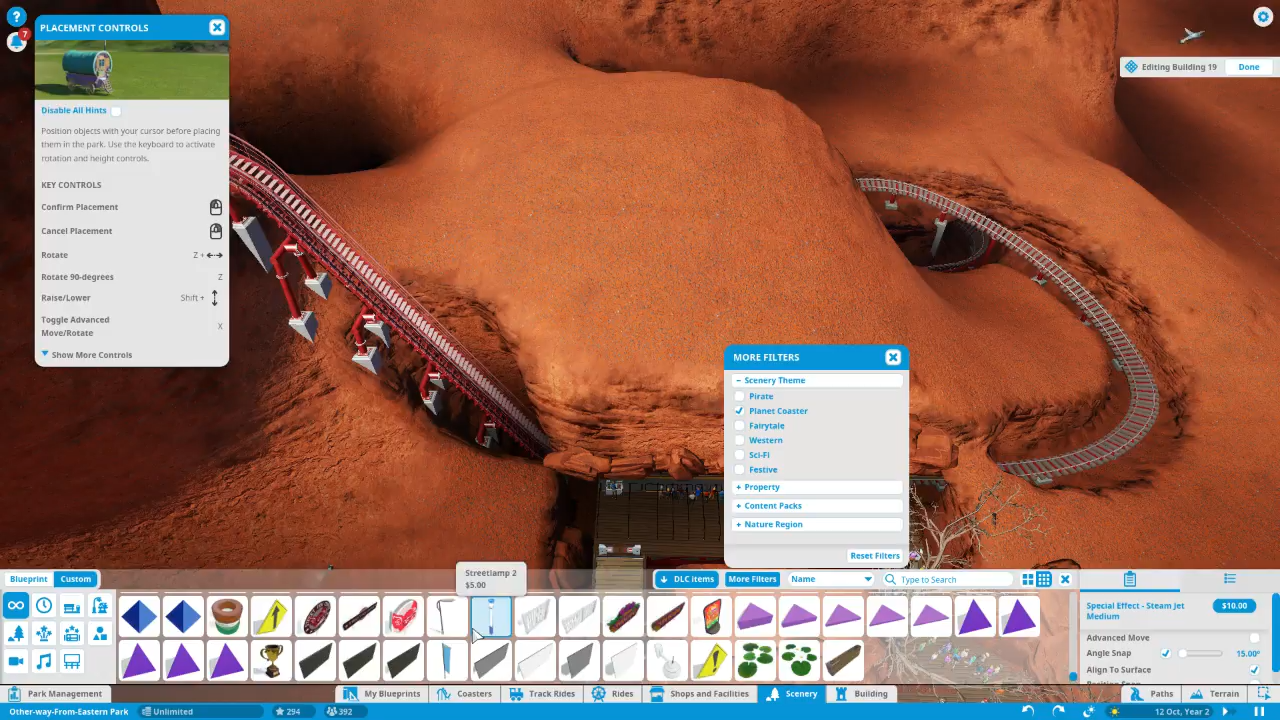 ?
7
PLACEMENT CONTROLS
Disable All Hints
Position objects with your cursor before placing
them in the park. Use the keyboard to activate
rotation and height controls.
KEY CONTROLS
Confirm Placement
Cancel Placement
Rotate Z +
Rotate 90-degrees Z
Raise/Lower Shift +
Toggle Advanced
Move/Rotate X
Show More Controls
Editing Building 19 Done
MORE FILTERS
− Scenery Theme
Pirate
Planet Coaster
Fairytale
Western
Sci-Fi
Festive
+ Property
+ Content Packs
+ Nature Region
Reset Filters
Streetlamp 2
$5.00
Blueprint Custom
DLC items More Filters Name Type to Search
Special Effect - Steam Jet
Medium
$10.00
Advanced Move
Angle Snap 15.00°
Align To Surface
Park Management My Blueprints Coasters Track Rides Rides Shops and Facilities Scenery Building Paths Terrain
Other-way-From-Eastern Park Unlimited 294 392 12 Oct, Year 2